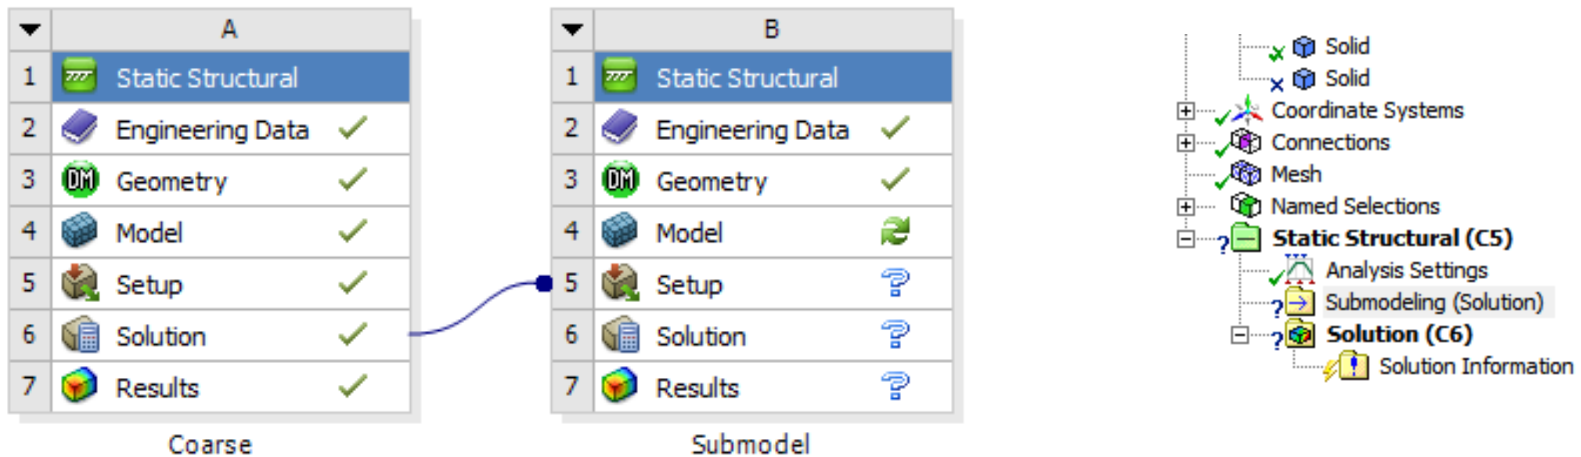 A
1 Static Structural
2 Engineering Data
3 DM Geometry
4 Model
5 Setup
6 Solution
7 Results
Coarse
B
1 Static Structural
2 Engineering Data
3 DM Geometry
4 Model
5 Setup
6 Solution
7 Results
Submodel
Solid
Solid
Coordinate Systems
Connections
Mesh
Named Selections
Static Structural (C5)
Analysis Settings
Submodeling (Solution)
Solution (C6)
Solution Information